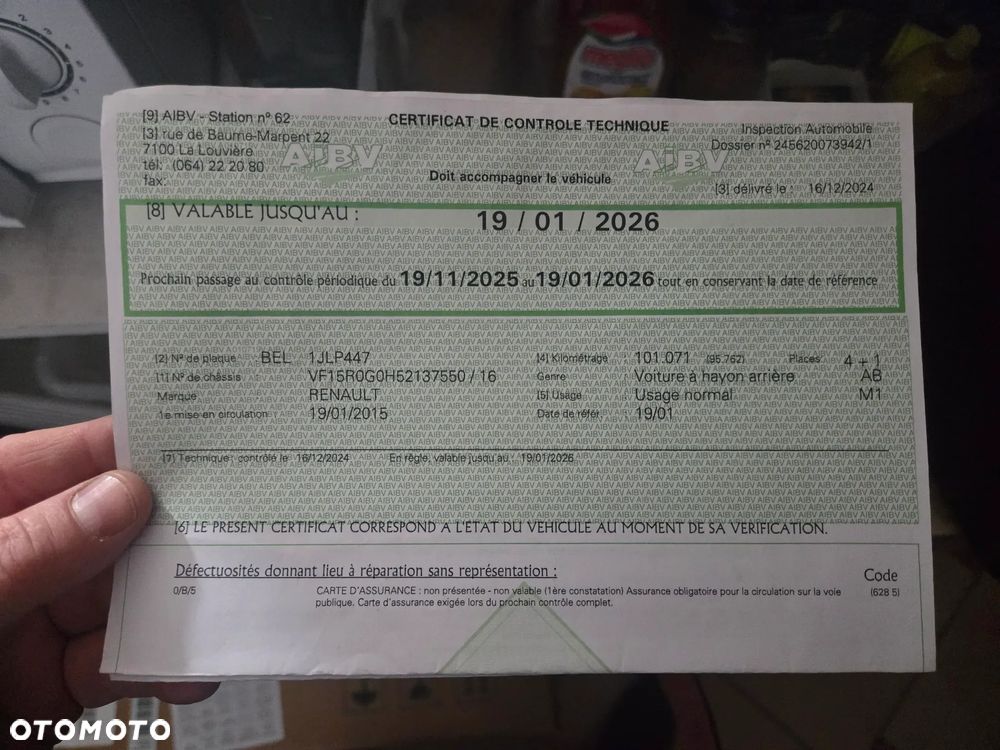 [9] AIBV - Station n° 62
[3] rue de Baume-Marpent 22
7100 La Louvière
tél: (064) 22 20 80
fax:
CERTIFICAT DE CONTROLE TECHNIQUE
Doit accompagner le véhicule
AIBV
AIBV
Inspection Automobile
Dossier n° 245620073942/1
[3] délivré le : 16/12/2024
[8] VALABLE JUSQU'AU : 19 / 01 / 2026
Prochain passage au contrôle périodique du 19/11/2025 au 19/01/2026 tout en conservant la date de référence
[2] N° de plaque : BEL 1JLP447
[1] N° de châssis VF15R0G0H52137550 / 16
Marque RENAULT
1e mise en circulation 19/01/2015
[4] Kilométrage : 101.071 (95.762) Places 4 + 1
Genre : Voiture à hayon arrière AB
[5] Usage : Usage normal M1
Date de référ. : 19/01
[7] Technique : contrôlé le 16/12/2024 En règle, valable jusqu'au : 19/01/2026
[6] LE PRESENT CERTIFICAT CORRESPOND A L'ETAT DU VEHICULE AU MOMENT DE SA VERIFICATION.
Défectuosités donnant lieu à réparation sans représentation :
Code
0/B/5 CARTE D'ASSURANCE : non présentée - non valable (1ère constatation) Assurance obligatoire pour la circulation sur la voie (628 5)
publique. Carte d'assurance exigée lors du prochain contrôle complet.
OTOMOTO